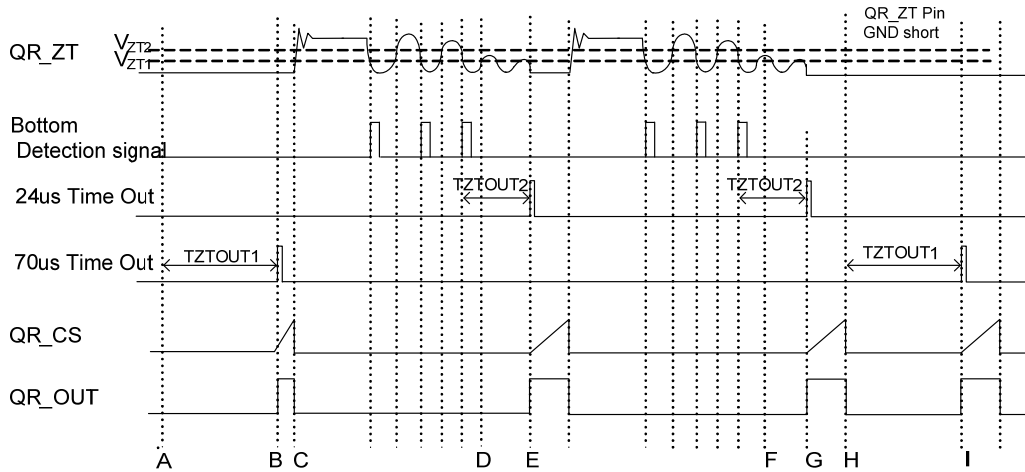 QR_ZT Pin
GND short
VZT2
QR_ZT
VZT1
Bottom
Detection signal
TZTOUT2
TZTOUT2
24us Time Out
TZTOUT1
TZTOUT1
70us Time Out
QR_CS
QR_OUT
A B C D E F G H I